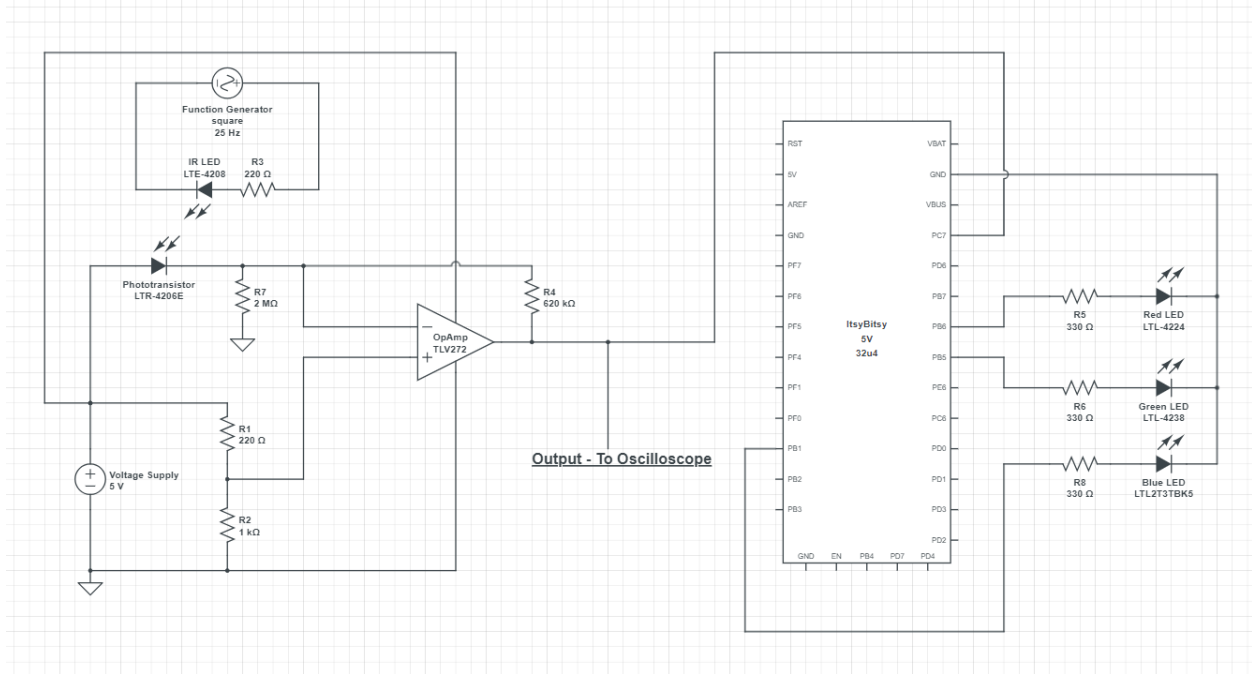 Function Generator
square
25 Hz
IR LED
LTE-4208
R3
220 Ω
Phototransistor
LTR-4206E
R7
2 MΩ
R4
620 kΩ
OpAmp
TLV272
R1
220 Ω
Voltage Supply
5 V
R2
1 kΩ
Output - To Oscilloscope
RST
5V
AREF
GND
PF7
PF6
PF5
PF4
PF1
PF0
PB1
PB2
PB3
ItsyBitsy
5V
32u4
VBAT
GND
VBUS
PC7
PD6
PB7
PB6
PB5
PE6
PC6
PD0
PD1
PD3
PD2
GND EN PB4 PD7 PD4
R5
330 Ω
Red LED
LTL-4224
R6
330 Ω
Green LED
LTL-4238
R8
330 Ω
Blue LED
LTL2T3TBK5